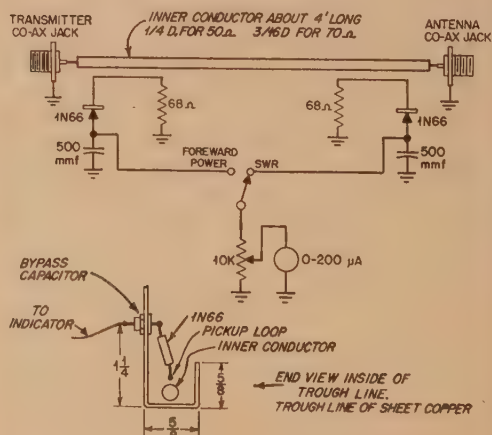 TRANSMITTER
CO-AX JACK
INNER CONDUCTOR ABOUT 4' LONG
1/4 D, FOR 50Ω 3/16D FOR 70Ω
ANTENNA
CO-AX JACK
1N66
68Ω
68Ω
1N66
500
mmf
FOREWARD
POWER
SWR
500
mmf
10K
0-200 µA
BYPASS
CAPACITOR
TO
INDICATOR
1N66
PICKUP LOOP
INNER CONDUCTOR
1 1/4
5/8
END VIEW INSIDE OF
TROUGH LINE.
TROUGH LINE OF SHEET COPPER